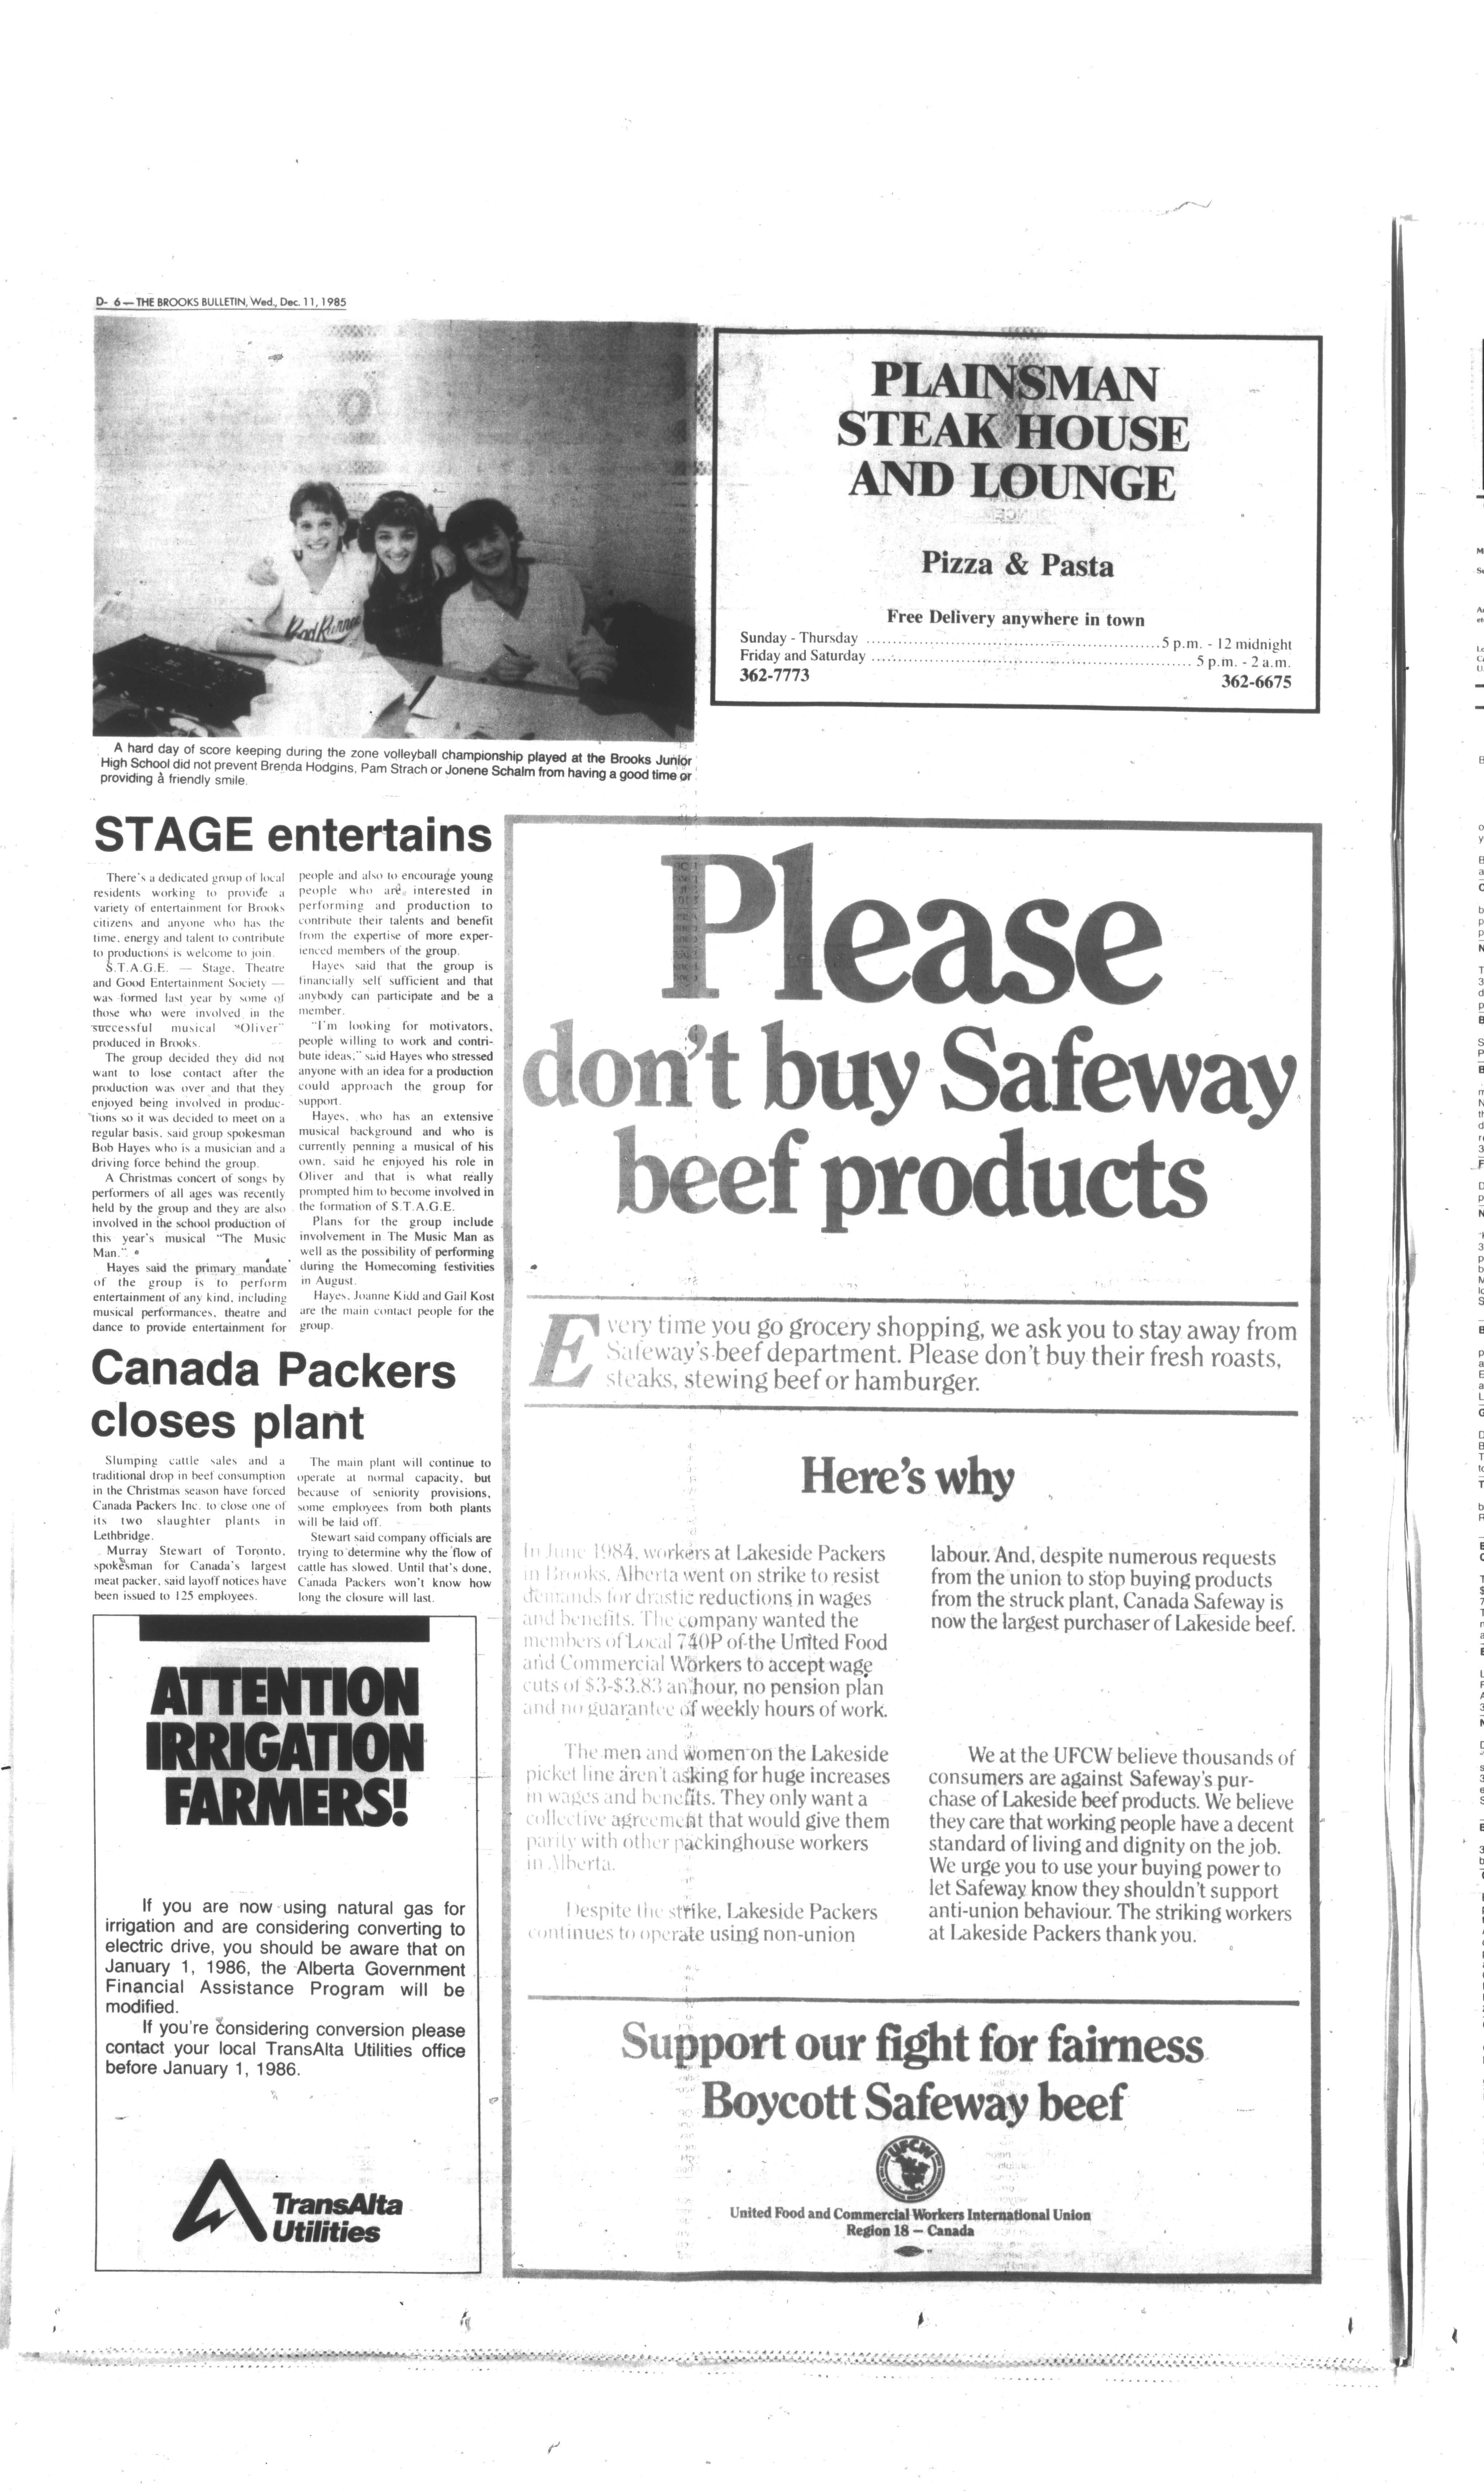 D- 6 — THE BROOKS BULLETIN, Wed., Dec. 11, 1985
A hard day of score keeping during the zone volleyball championship played at the Brooks Junior
High School did not prevent Brenda Hodgins, Pam Strach or Jonene Schalm from having a good time or
providing a friendly smile.
PLAINSMAN
STEAK HOUSE
AND LOUNGE
Pizza & Pasta
Free Delivery anywhere in town
Sunday - Thursday ..... 5 p.m. - 12 midnight
Friday and Saturday ..... 5 p.m. - 2 a.m.
362-7773 362-6675
STAGE entertains
There's a dedicated group of local
residents working to provide a
variety of entertainment for Brooks
citizens and anyone who has the
time, energy and talent to contribute
to productions is welcome to join.
S.T.A.G.E. — Stage, Theatre
and Good Entertainment Society —
was formed last year by some of
those who were involved in the
successful musical "Oliver"
produced in Brooks.
The group decided they did not
want to lose contact after the
production was over and that they
enjoyed being involved in produc-
tions so it was decided to meet on a
regular basis, said group spokesman
Bob Hayes who is a musician and a
driving force behind the group.
A Christmas concert of songs by
performers of all ages was recently
held by the group and they are also
involved in the school production of
this year's musical "The Music
Man."
Hayes said the primary mandate
of the group is to perform
entertainment of any kind, including
musical performances, theatre and
dance to provide entertainment for
people and also to encourage young
people who are interested in
performing and production to
contribute their talents and benefit
from the expertise of more exper-
ienced members of the group.
Hayes said that the group is
financially self sufficient and that
anybody can participate and be a
member.
"I'm looking for motivators,
people willing to work and contri-
bute ideas," said Hayes who stressed
anyone with an idea for a production
could approach the group for
support.
Hayes, who has an extensive
musical background and who is
currently penning a musical of his
own, said he enjoyed his role in
Oliver and that is what really
prompted him to become involved in
the formation of S.T.A.G.E.
Plans for the group include
involvement in The Music Man as
well as the possibility of performing
during the Homecoming festivities
in August.
Hayes, Joanne Kidd and Gail Kost
are the main contact people for the
group.
Canada Packers
closes plant
Slumping cattle sales and a
traditional drop in beef consumption
in the Christmas season have forced
Canada Packers Inc. to close one of
its two slaughter plants in
Lethbridge.
Murray Stewart of Toronto,
spokesman for Canada's largest
meat packer, said layoff notices have
been issued to 125 employees.
The main plant will continue to
operate at normal capacity, but
because of seniority provisions,
some employees from both plants
will be laid off.
Stewart said company officials are
trying to determine why the flow of
cattle has slowed. Until that's done,
Canada Packers won't know how
long the closure will last.
ATTENTION
IRRIGATION
FARMERS!
If you are now using natural gas for
irrigation and are considering converting to
electric drive, you should be aware that on
January 1, 1986, the Alberta Government
Financial Assistance Program will be
modified.
If you're considering conversion please
contact your local TransAlta Utilities office
before January 1, 1986.
TransAlta
Utilities
Please
don't buy Safeway
beef products
Every time you go grocery shopping, we ask you to stay away from
Safeway's beef department. Please don't buy their fresh roasts,
steaks, stewing beef or hamburger.
Here's why
In June 1984, workers at Lakeside Packers
in Brooks, Alberta went on strike to resist
demands for drastic reductions in wages
and benefits. The company wanted the
members of Local 740P of the United Food
and Commercial Workers to accept wage
cuts of $3-$3.83 an hour, no pension plan
and no guarantee of weekly hours of work.
The men and women on the Lakeside
picket line aren't asking for huge increases
in wages and benefits. They only want a
collective agreement that would give them
parity with other packinghouse workers
in Alberta.
Despite the strike, Lakeside Packers
continues to operate using non-union
labour. And, despite numerous requests
from the union to stop buying products
from the struck plant, Canada Safeway is
now the largest purchaser of Lakeside beef.
We at the UFCW believe thousands of
consumers are against Safeway's pur-
chase of Lakeside beef products. We believe
they care that working people have a decent
standard of living and dignity on the job.
We urge you to use your buying power to
let Safeway know they shouldn't support
anti-union behaviour. The striking workers
at Lakeside Packers thank you.
Support our fight for fairness
Boycott Safeway beef
UFCW
United Food and Commercial Workers International Union
Region 18 — Canada